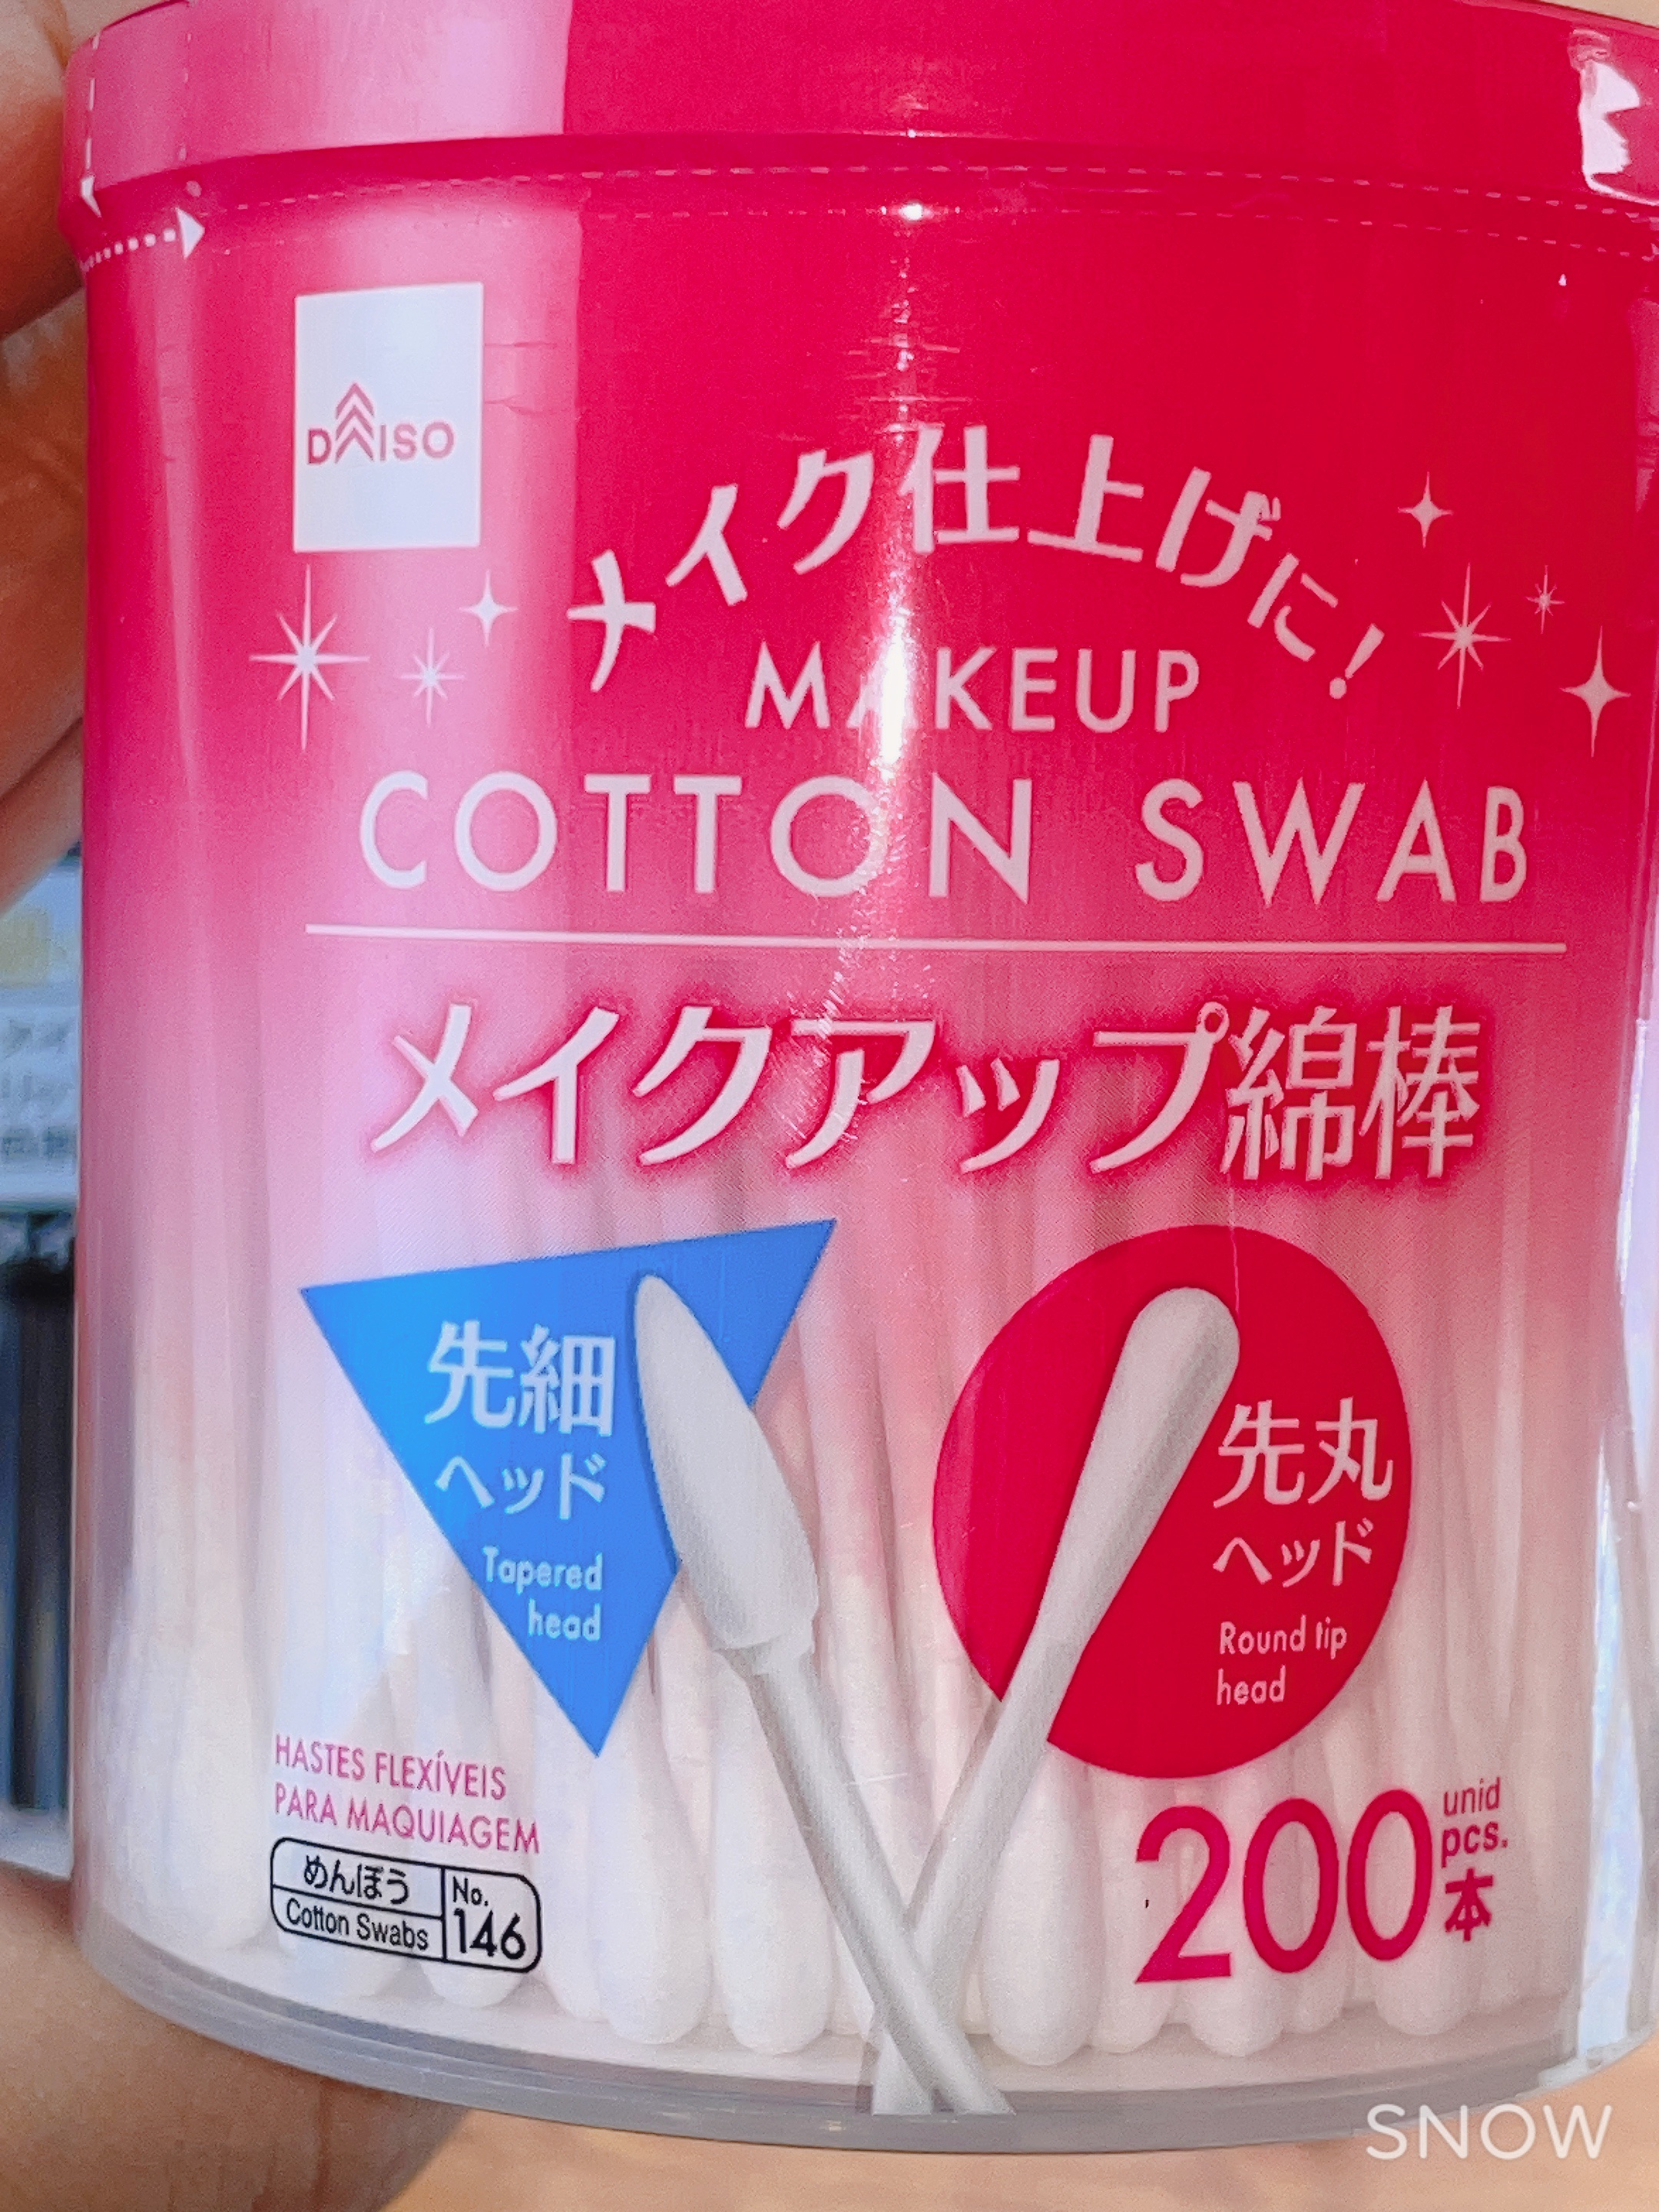 DAISO
メイク仕上げに!
MAKEUP
COTTON SWAB
メイクアップ綿棒
先細
ヘッド
Tapered
head
先丸
ヘッド
Round tip
head
HASTES FLEXÍVEIS
PARA MAQUIAGEM
めんぼう
Cotton Swabs
No.
146
200
unid
pcs.
本
SNOW